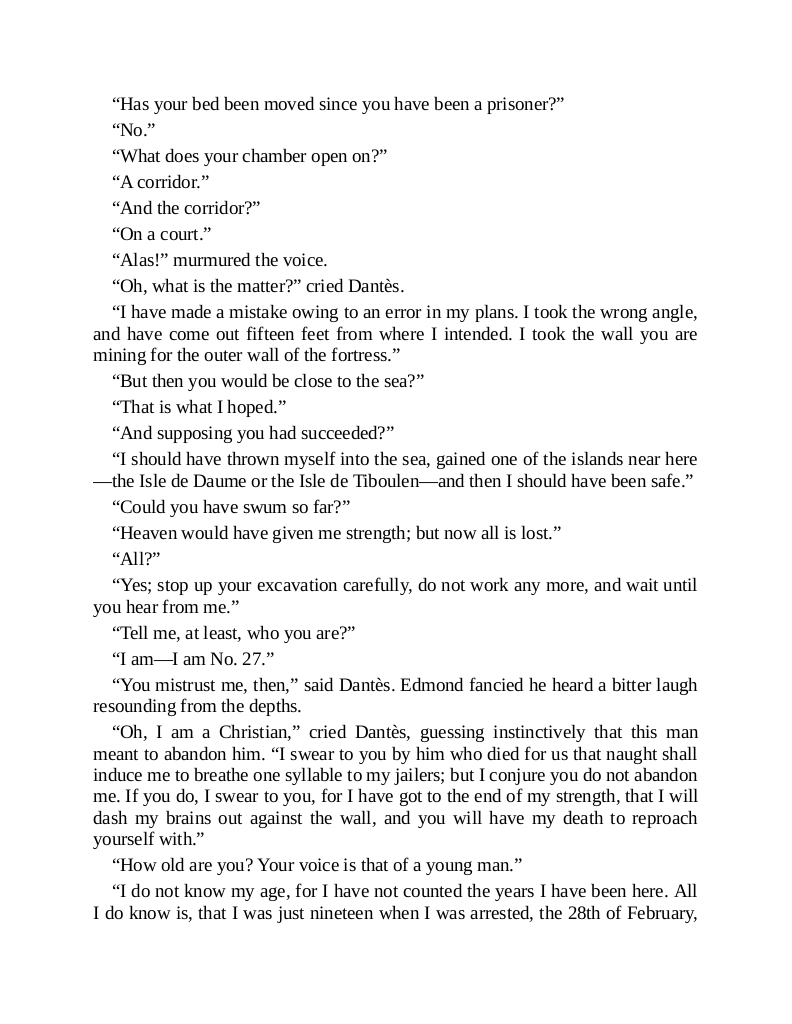 “Has your bed been moved since you have been a prisoner?”
“No.”
“What does your chamber open on?”
“A corridor.”
“And the corridor?”
“On a court.”
“Alas!” murmured the voice.
“Oh, what is the matter?” cried Dantès.
“I have made a mistake owing to an error in my plans. I took the wrong angle,
and have come out fifteen feet from where I intended. I took the wall you are
mining for the outer wall of the fortress.”
“But then you would be close to the sea?”
“That is what I hoped.”
“And supposing you had succeeded?”
“I should have thrown myself into the sea, gained one of the islands near here
—the Isle de Daume or the Isle de Tiboulen—and then I should have been safe.”
“Could you have swum so far?”
“Heaven would have given me strength; but now all is lost.”
“All?”
“Yes; stop up your excavation carefully, do not work any more, and wait until
you hear from me.”
“Tell me, at least, who you are?”
“I am—I am No. 27.”
“You mistrust me, then,” said Dantès. Edmond fancied he heard a bitter laugh
resounding from the depths.
“Oh, I am a Christian,” cried Dantès, guessing instinctively that this man
meant to abandon him. “I swear to you by him who died for us that naught shall
induce me to breathe one syllable to my jailers; but I conjure you do not abandon
me. If you do, I swear to you, for I have got to the end of my strength, that I will
dash my brains out against the wall, and you will have my death to reproach
yourself with.”
“How old are you? Your voice is that of a young man.”
“I do not know my age, for I have not counted the years I have been here. All
I do know is, that I was just nineteen when I was arrested, the 28th of February,